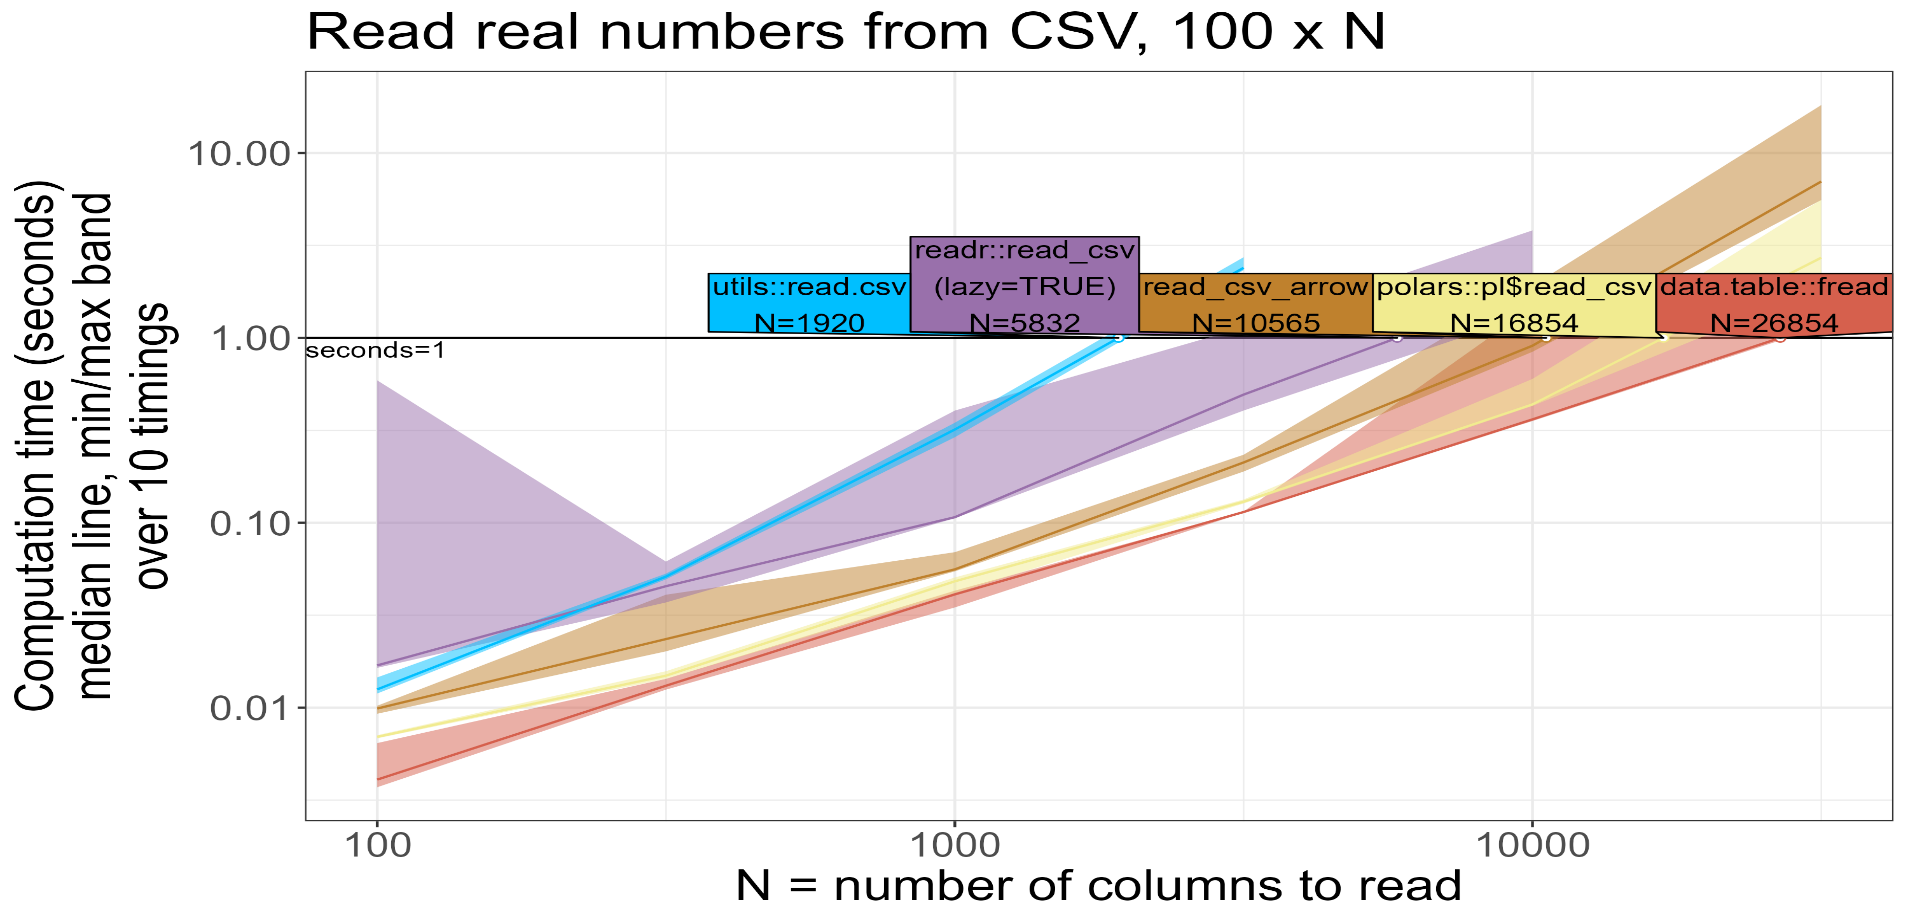 Read real numbers from CSV, 100 x N
Computation time (seconds)
median line, min/max band
over 10 timings
10.00
1.00
0.10
0.01
seconds=1
utils::read.csv
N=1920
readr::read_csv
(lazy=TRUE)
N=5832
read_csv_arrow
N=10565
polars::pl$read_csv
N=16854
data.table::fread
N=26854
100
1000
10000
N = number of columns to read